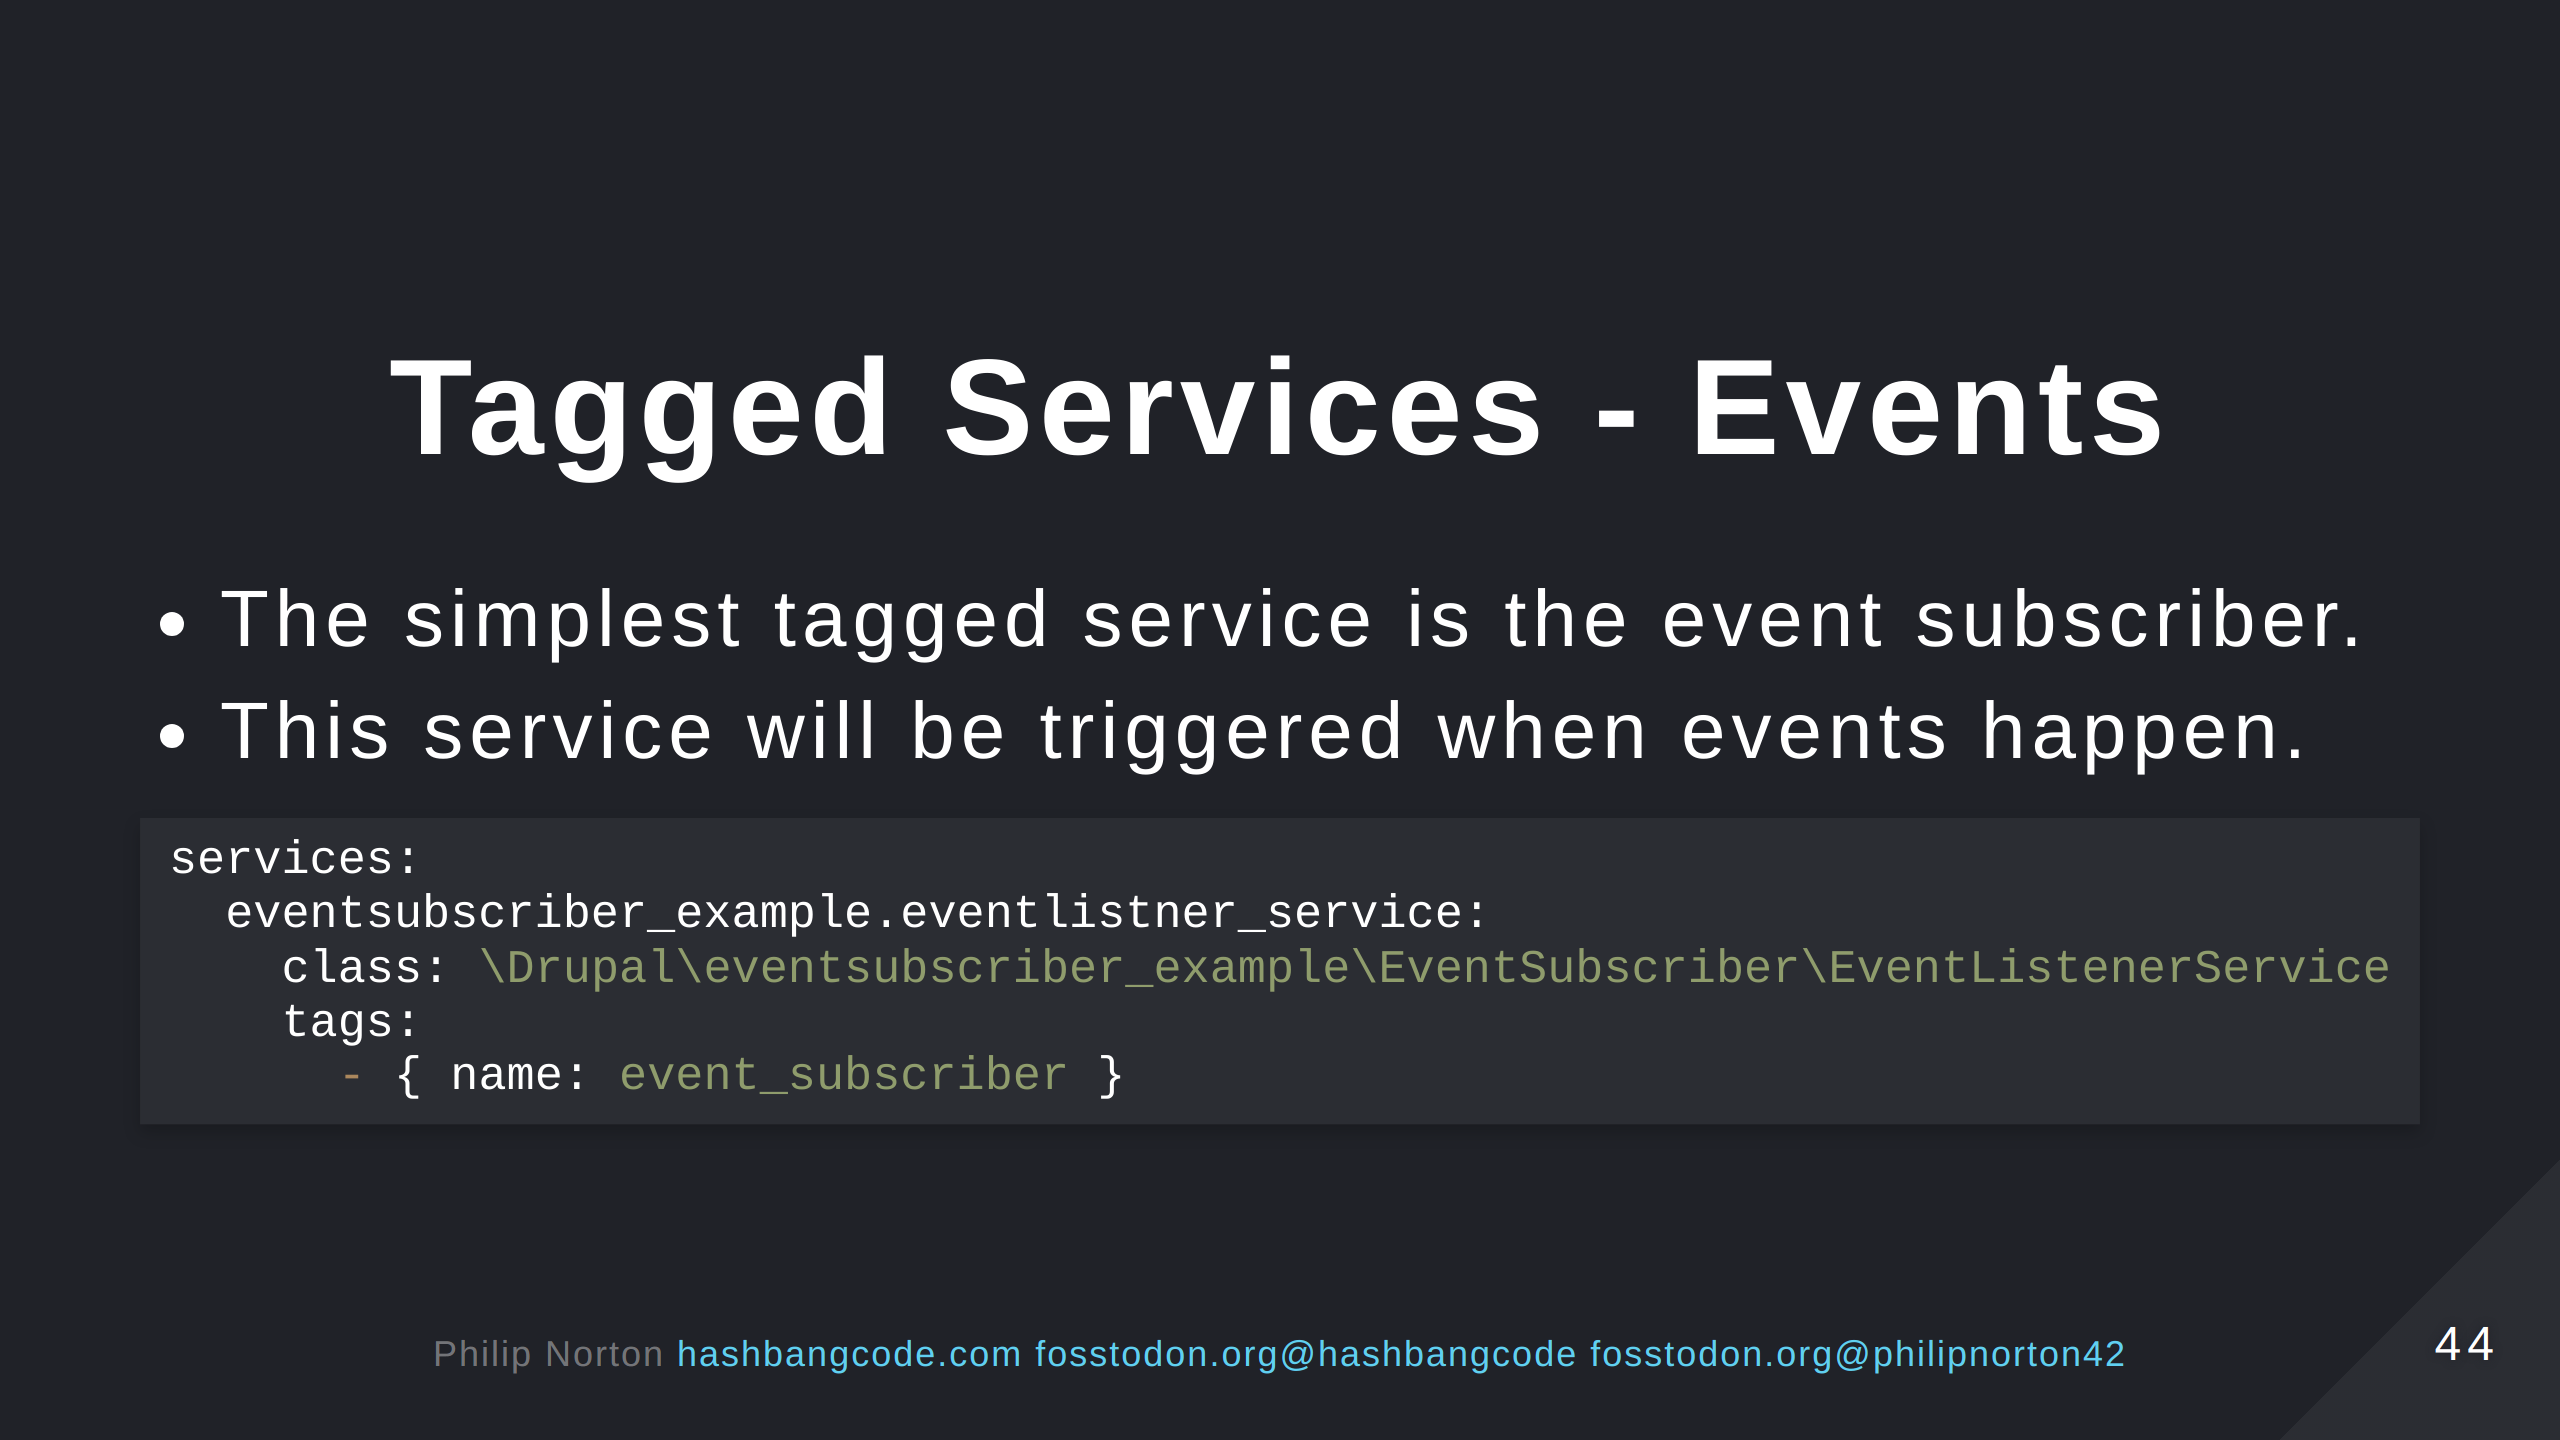 Tagged Services - Events
• The simplest tagged service is the event subscriber.
• This service will be triggered when events happen.
services:
  eventsubscriber_example.eventlistner_service:
    class: \Drupal\eventsubscriber_example\EventSubscriber\EventListenerService
    tags:
      - { name: event_subscriber }
Philip Norton hashbangcode.com fosstodon.org@hashbangcode fosstodon.org@philipnorton42
44